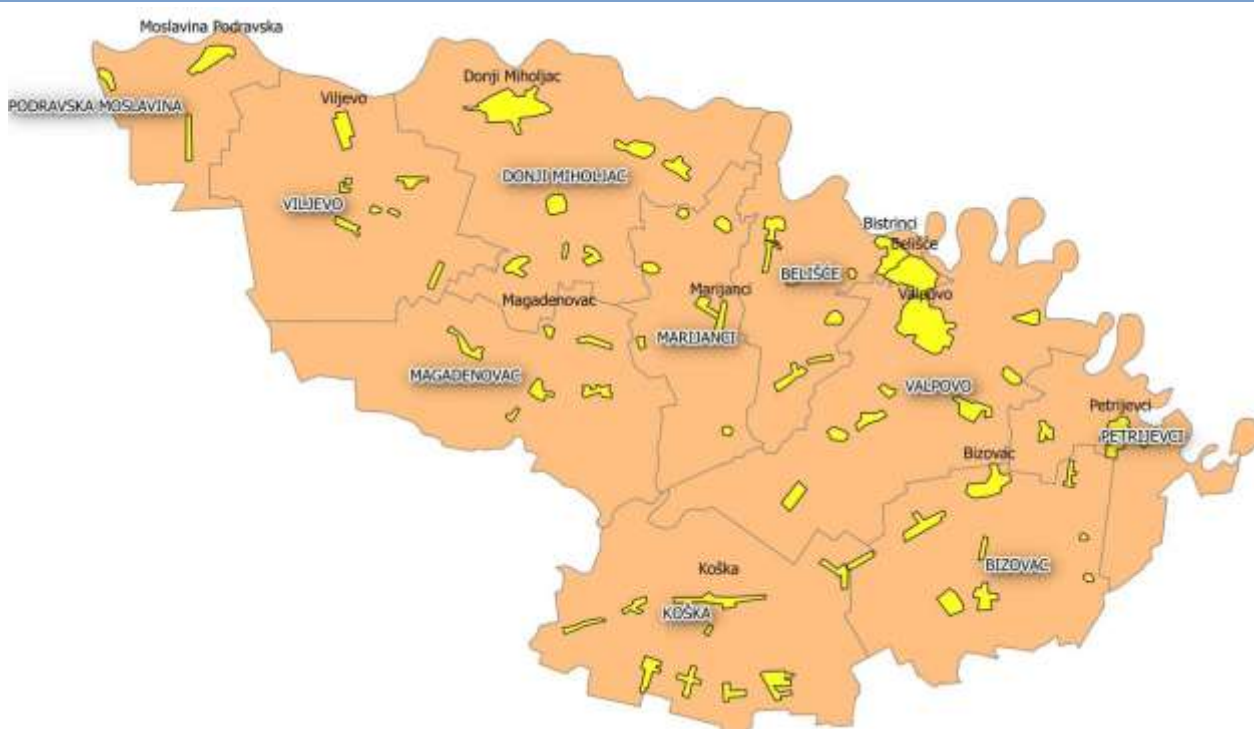 Moslavina Podravska
Donji Miholjac
Viljevo
PODRAVSKA MOSLAVINA
DONJI MIHOLJAC
VILJEVO
Bistrinci
Belišće
BELIŠĆE
Marijanci
Valpovo
Magadenovac
MARIJANCI
MAGADENOVAC
VALPOVO
Petrijevci
PETRIJEVCI
Bizovac
BIZOVAC
Koška
KOŠKA